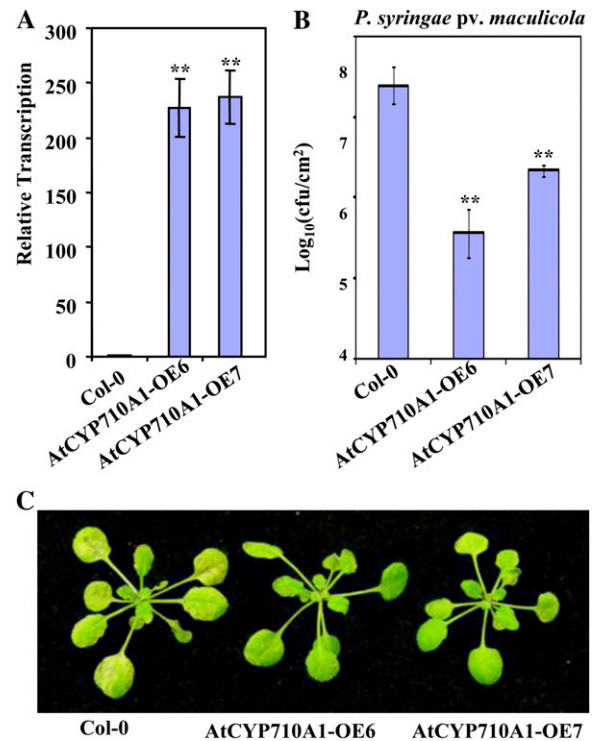 A
Relative Transcription
300
250
200
150
100
50
0
**
**
Col-0
AtCYP710A1-OE6
AtCYP710A1-OE7
B
P. syringae pv. maculicola
Log10(cfu/cm2)
8
7
6
5
4
**
**
Col-0
AtCYP710A1-OE6
AtCYP710A1-OE7
C
Col-0
AtCYP710A1-OE6
AtCYP710A1-OE7